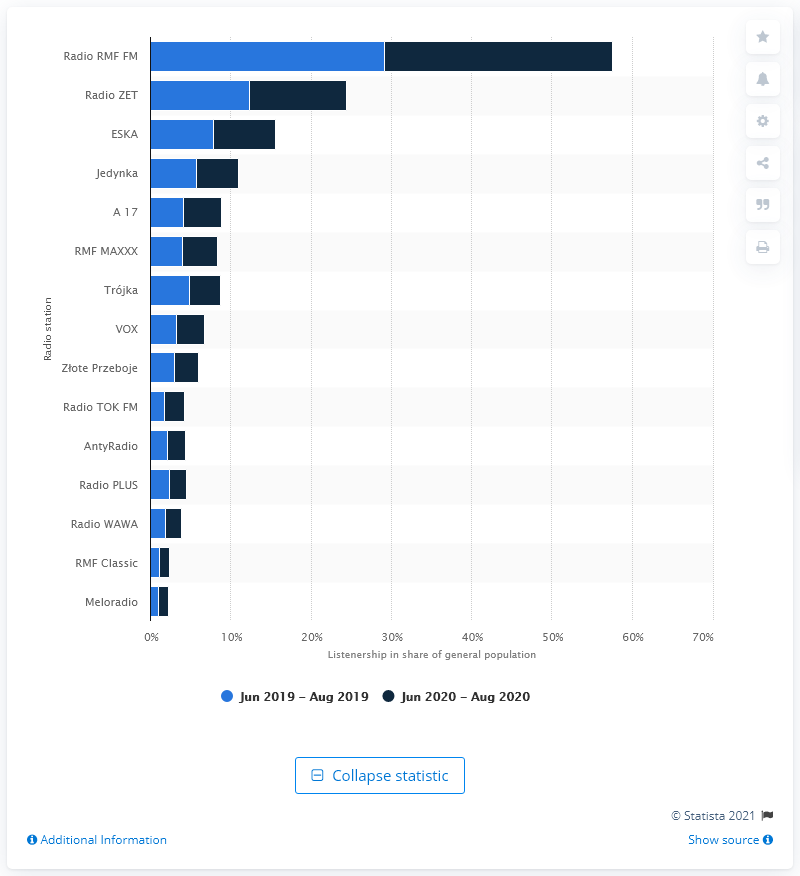 Radio RMF FM
Radio ZET
ESKA
Jedynka
A 17
RMF MAXXX
Trójka
VOX
Złote Przeboje
Radio TOK FM
AntyRadio
Radio PLUS
Radio WAWA
RMF Classic
Meloradio
Radio station
0% 10% 20% 30% 40% 50% 60% 70%
Listenership in share of general population
Jun 2019 – Aug 2019 Jun 2020 – Aug 2020
Collapse statistic
© Statista 2021
Additional Information Show source